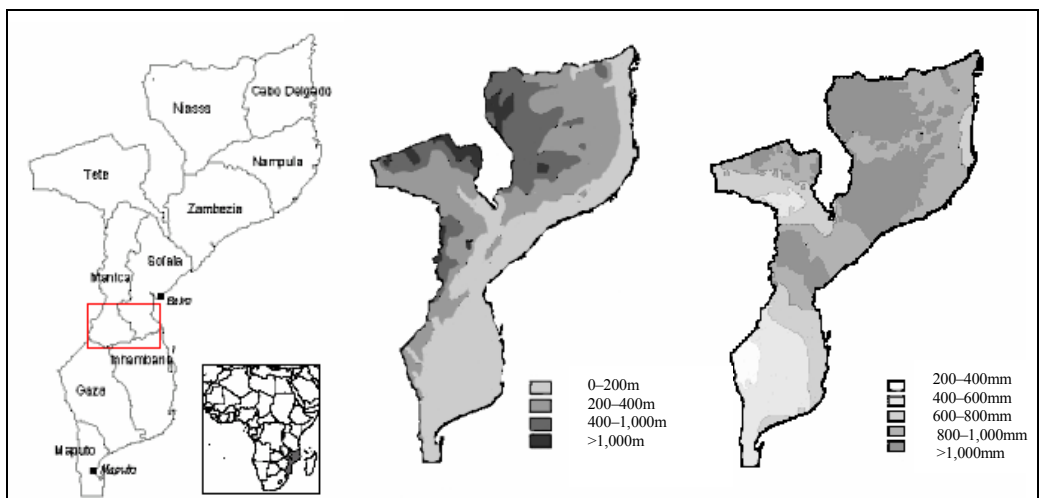 Cabo Delgado
Niassa
Nampula
Tete
Zambezia
Sofala
Manica
Beira
Inhambane
Gaza
Maputo
Maputo
0–200m
200–400m
400–1,000m
>1,000m
200–400mm
400–600mm
600–800mm
800–1,000mm
>1,000mm